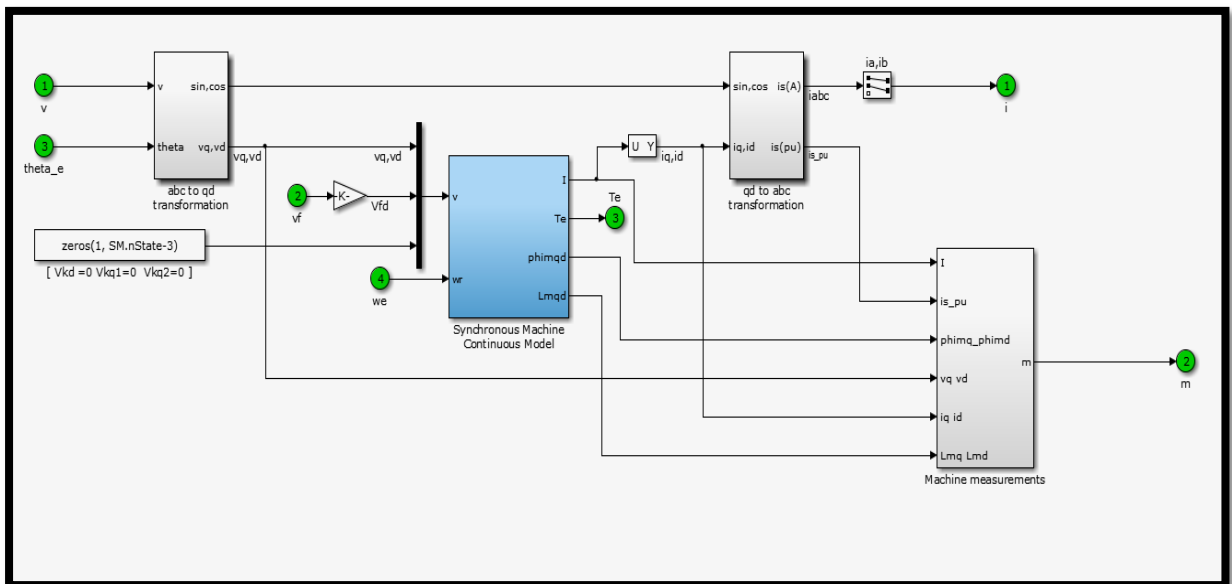 1
v
3
theta_e
v
sin,cos
theta
vq,vd
abc to qd
transformation
vq,vd
2
vf
-K-
Vfd
vq,vd
zeros(1, SM.nState-3)
[ Vkd =0 Vkq1=0  Vkq2=0 ]
4
we
v
wr
I
Te
phimqd
Lmqd
Synchronous Machine
Continuous Model
U Y
iq,id
Te
3
sin,cos
is(A)
iq,id
is(pu)
qd to abc
transformation
iabc
is_pu
ia,ib
1
i
I
is_pu
phimq_phimd
vq vd
iq id
Lmq Lmd
m
Machine measurements
2
m